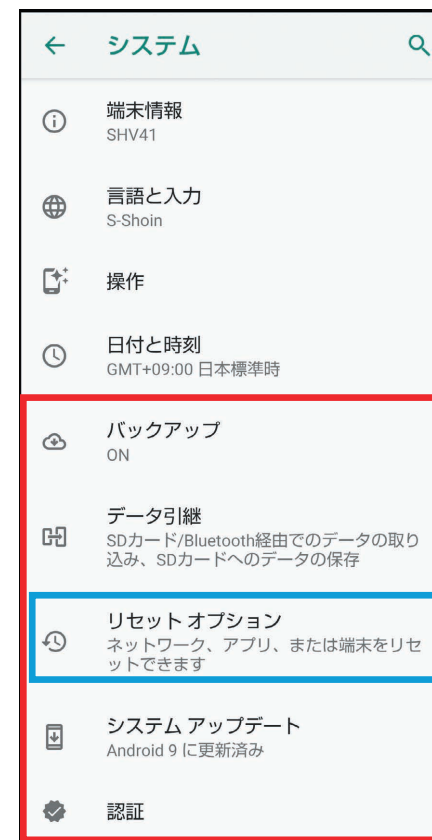 システム
端末情報
SHV41
言語と入力
S-Shoin
操作
日付と時刻
GMT+09:00 日本標準時
バックアップ
ON
データ引継
SDカード/Bluetooth経由でのデータの取り
込み、SDカードへのデータの保存
リセット オプション
ネットワーク、アプリ、または端末をリセ
ットできます
システム アップデート
Android 9 に更新済み
認証